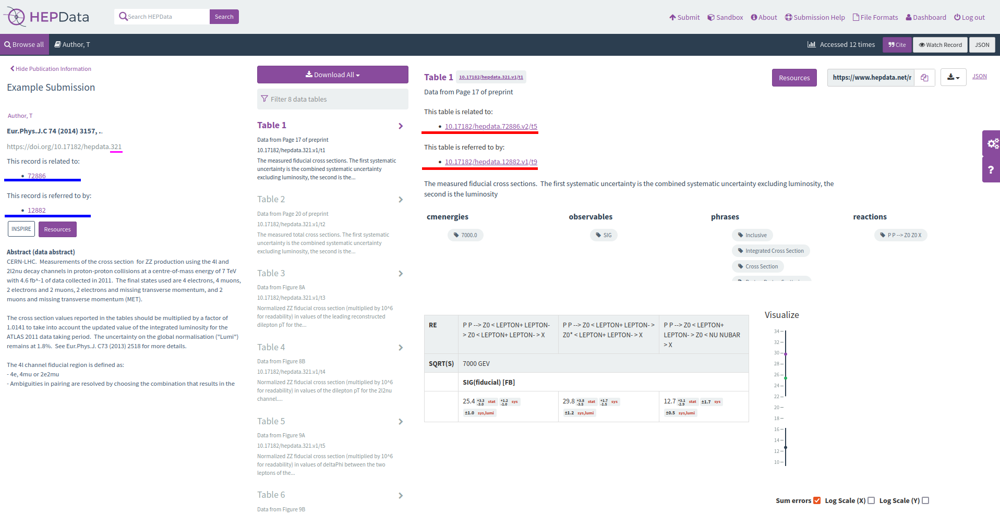 HEPData
Search HEPData
Search
Submit
Sandbox
About
Submission Help
File Formats
Dashboard
Log out
Browse all
Author, T
Accessed 12 times
Cite
Watch Record
JSON
Hide Publication Information
Example Submission
Author, T
Eur.Phys.J.C 74 (2014) 3157, ..
https://doi.org/10.17182/hepdata.321
This record is related to:
72886
This record is referred to by:
12882
INSPIRE
Resources
Abstract (data abstract)
CERN-LHC. Measurements of the cross section for ZZ production using the 4l and
2l2nu decay channels in proton-proton collisions at a centre-of-mass energy of 7 TeV
with 4.6 fb^-1 of data collected in 2011. The final states used are 4 electrons, 4 muons,
2 electrons and 2 muons, 2 electrons and missing transverse momentum, and 2
muons and missing transverse momentum (MET).
The cross section values reported in the tables should be multiplied by a factor of
1.0141 to take into account the updated value of the integrated luminosity for the
ATLAS 2011 data taking period. The uncertainty on the global normalisation ("Lumi")
remains at 1.8%. See Eur.Phys.J. C73 (2013) 2518 for more details.
The 4l channel fiducial region is defined as:
- 4e, 4mu or 2e2mu
- Ambiguities in pairing are resolved by choosing the combination that results in the
Download All
Filter 8 data tables
Table 1
Data from Page 17 of preprint
10.17182/hepdata.321.v1/t1
The measured fiducial cross sections. The first systematic
uncertainty is the combined systematic uncertainty
excluding luminosity, the second is the...
Table 2
Data from Page 20 of preprint
10.17182/hepdata.321.v1/t2
The measured total cross sections. The first systematic
uncertainty is the combined systematic uncertainty
excluding luminosity, the second is the...
Table 3
Data from Figure 8A
10.17182/hepdata.321.v1/t3
Normalized ZZ fiducial cross section (multiplied by 10^6
for readability) in values of the leading reconstructed
dilepton pT for the...
Table 4
Data from Figure 8B
10.17182/hepdata.321.v1/t4
Normalized ZZ fiducial cross section (multiplied by 10^6
for readability) in values of the dilepton pT for the 2l2nu
channel....
Table 5
Data from Figure 9A
10.17182/hepdata.321.v1/t5
Normalized ZZ fiducial cross section (multiplied by 10^6
for readability) in values of deltaPhi between the two
leptons of the...
Table 6
Data from Figure 9B
Table 1 10.17182/hepdata.321.v1/t1
Resources
https://www.hepdata.net/r
JSON
Data from Page 17 of preprint
This table is related to:
10.17182/hepdata.72886.v2/t5
This table is referred to by:
10.17182/hepdata.12882.v1/t9
The measured fiducial cross sections. The first systematic uncertainty is the combined systematic uncertainty excluding luminosity, the
second is the luminosity
cmenergies
7000.0
observables
SIG
phrases
Inclusive
Integrated Cross Section
Cross Section
reactions
P P --> Z0 Z0 X
RE
P P --> Z0 < LEPTON+ LEPTON-
> Z0 < LEPTON+ LEPTON- > X
P P --> Z0 < LEPTON+ LEPTON- >
Z0* < LEPTON+ LEPTON- > X
P P --> Z0 < LEPTON+
LEPTON- > Z0 < NU NUBAR
> X
SQRT(S)
7000 GEV
SIG(fiducial) [FB]
25.4 +3.3 -3.0 stat +1.2 -1.0 sys
±1.0 sys,lumi
29.8 +3.8 -3.5 stat +1.7 -1.5 sys
±1.2 sys,lumi
12.7 +3.1 -2.9 stat ±1.7 sys
±0.5 sys,lumi
Visualize
34
32
30
28
26
24
22
20
18
16
14
12
10
Sum errors
Log Scale (X)
Log Scale (Y)
?